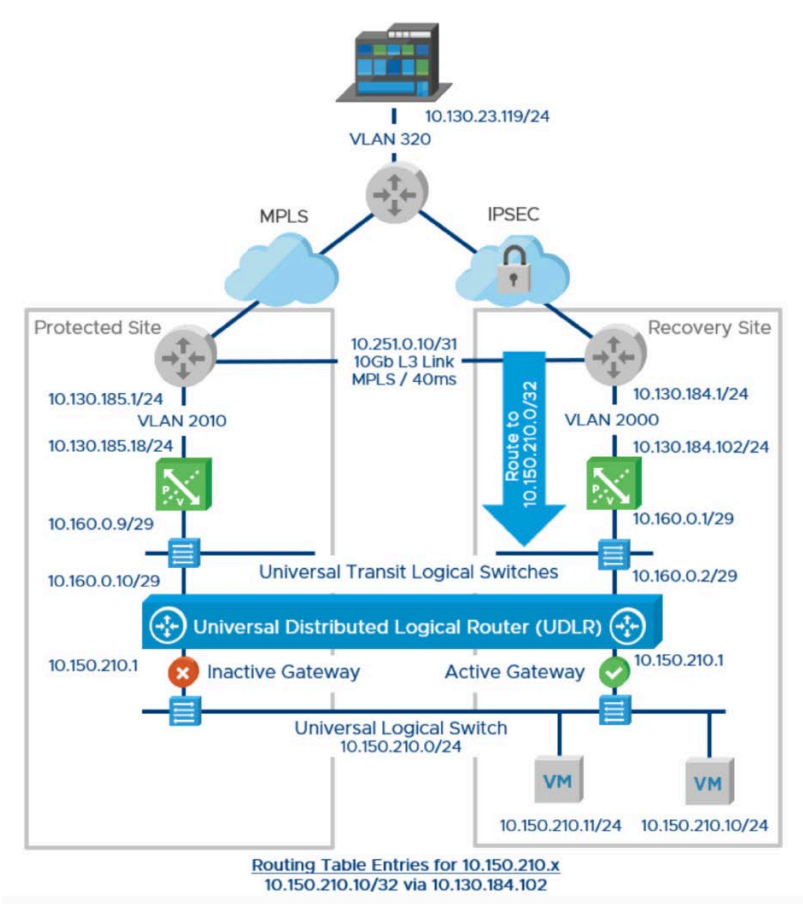 10.130.23.119/24
VLAN 320
MPLS
IPSEC
Protected Site
Recovery Site
10.251.0.10/31
10Gb L3 Link
MPLS / 40ms
10.130.185.1/24
VLAN 2010
10.130.185.18/24
Route to
10.150.210.0/32
10.130.184.1/24
VLAN 2000
10.130.184.102/24
P V
P V
10.160.0.9/29
10.160.0.1/29
Universal Transit Logical Switches
10.160.0.10/29
10.160.0.2/29
Universal Distributed Logical Router (UDLR)
10.150.210.1
Inactive Gateway
Active Gateway
10.150.210.1
Universal Logical Switch
10.150.210.0/24
VM
VM
10.150.210.11/24
10.150.210.10/24
Routing Table Entries for 10.150.210.x
10.150.210.10/32 via 10.130.184.102